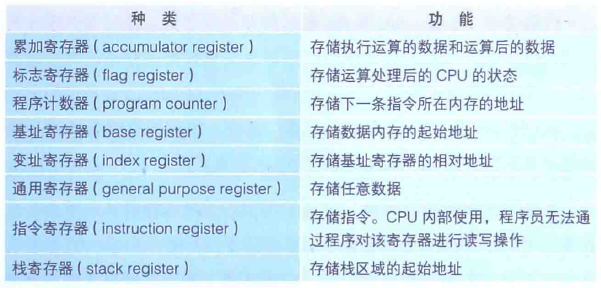 种 类 功 能
累加寄存器（accumulator register） 存储执行运算的数据和运算后的数据
标志寄存器（flag register） 存储运算处理后的 CPU 的状态
程序计数器（program counter） 存储下一条指令所在内存的地址
基址寄存器（base register） 存储数据内存的起始地址
变址寄存器（index register） 存储基址寄存器的相对地址
通用寄存器（general purpose register） 存储任意数据
指令寄存器（instruction register） 存储指令。CPU 内部使用，程序员无法通
过程序对该寄存器进行读写操作
栈寄存器（stack register） 存储栈区域的起始地址